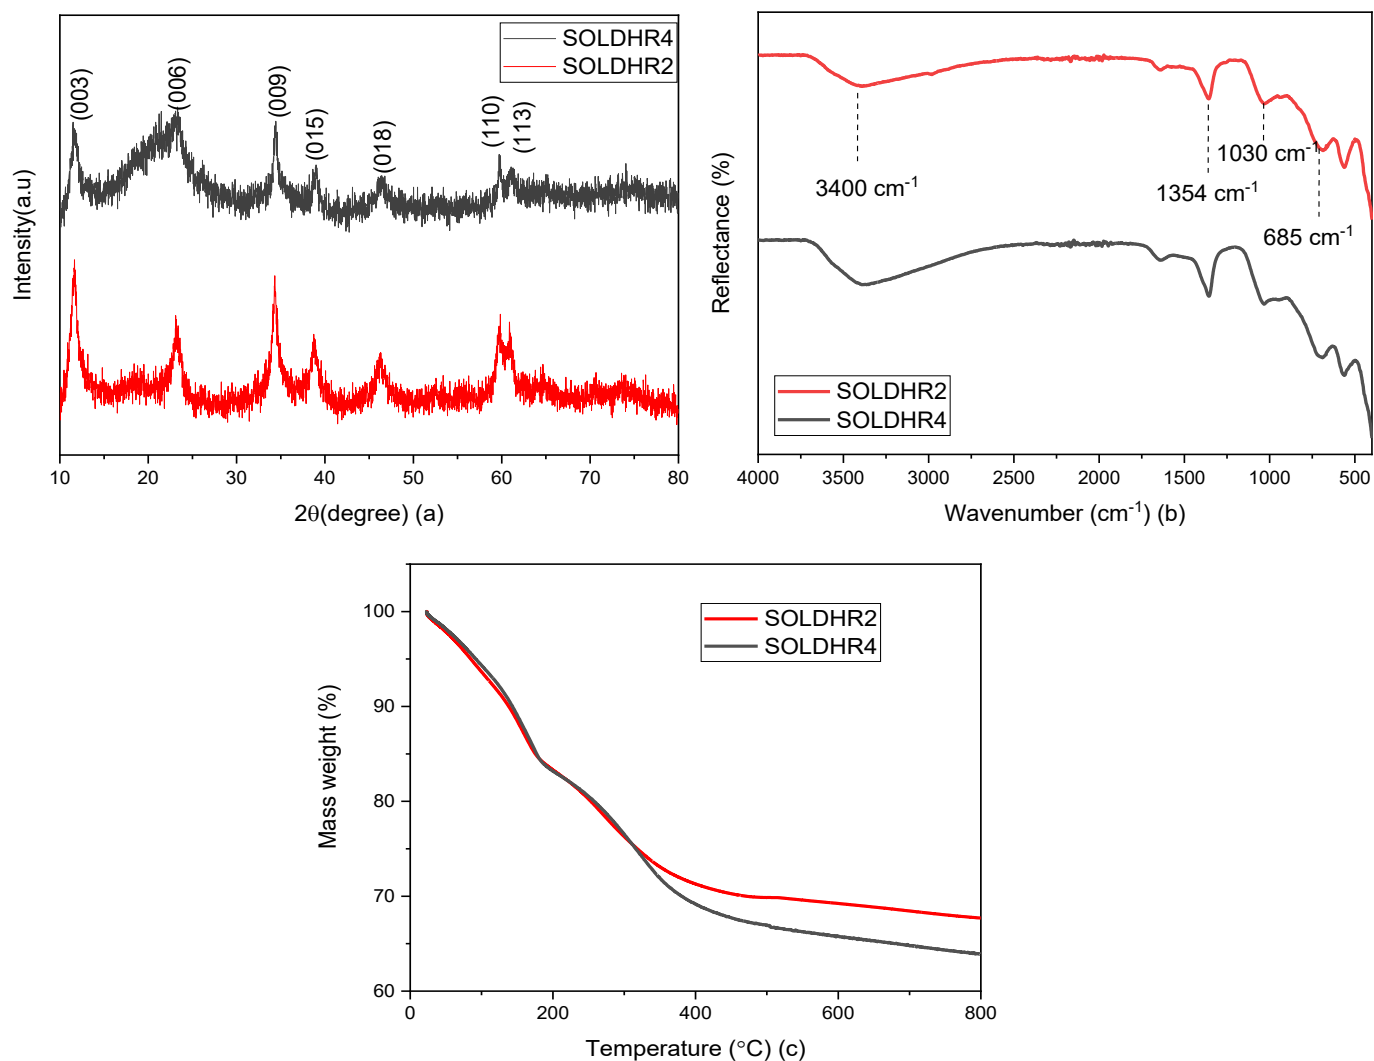 SOLDHR4
SOLDHR2
(003)
(006)
(009)
(015)
(018)
(110)
(113)
Intensity(a.u)
10 20 30 40 50 60 70 80
2θ(degree) (a)
3400 cm⁻¹
1354 cm⁻¹
1030 cm⁻¹
685 cm⁻¹
Reflectance (%)
SOLDHR2
SOLDHR4
4000 3500 3000 2500 2000 1500 1000 500
Wavenumber (cm⁻¹) (b)
SOLDHR2
SOLDHR4
Mass weight (%)
100
90
80
70
60
0 200 400 600 800
Temperature (°C) (c)